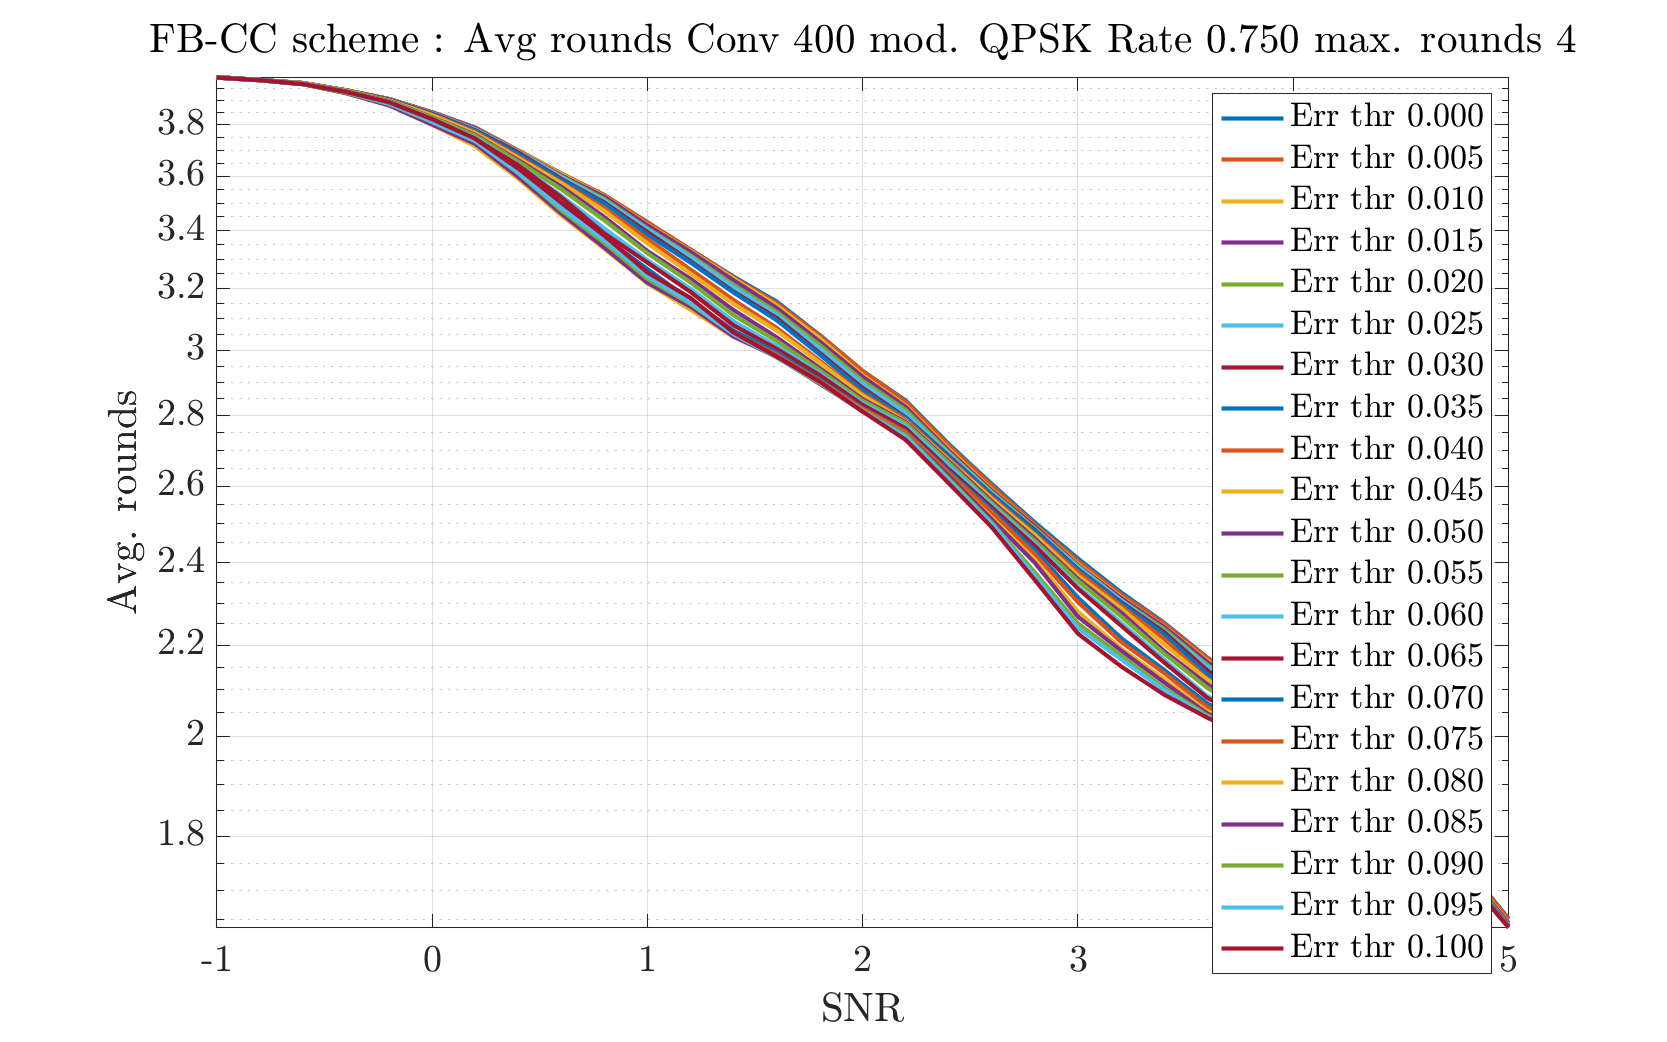 FB-CC scheme : Avg rounds Conv 400 mod. QPSK Rate 0.750 max. rounds 4
Avg. rounds
3.8
3.6
3.4
3.2
3
2.8
2.6
2.4
2.2
2
1.8
-1 0 1 2 3 5
SNR
Err thr 0.000
Err thr 0.005
Err thr 0.010
Err thr 0.015
Err thr 0.020
Err thr 0.025
Err thr 0.030
Err thr 0.035
Err thr 0.040
Err thr 0.045
Err thr 0.050
Err thr 0.055
Err thr 0.060
Err thr 0.065
Err thr 0.070
Err thr 0.075
Err thr 0.080
Err thr 0.085
Err thr 0.090
Err thr 0.095
Err thr 0.100